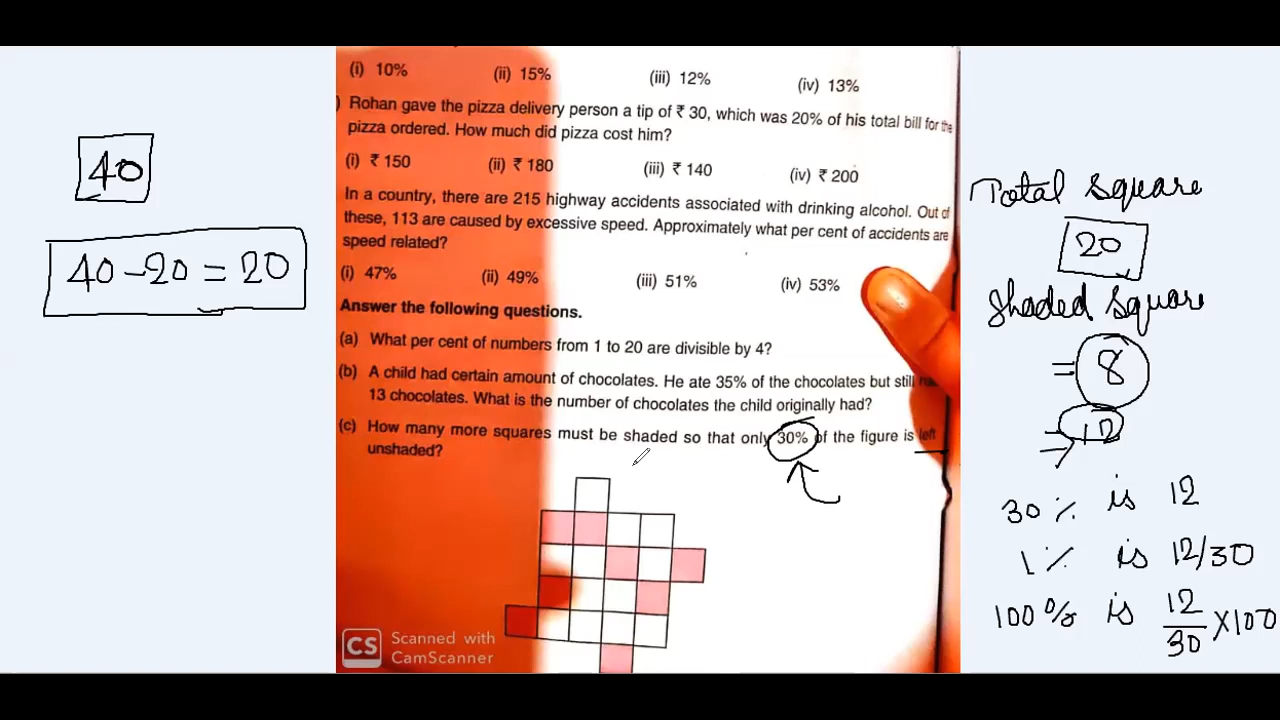 40
40-20=20
(i) 10% (ii) 15% (iii) 12% (iv) 13%
) Rohan gave the pizza delivery person a tip of ₹ 30, which was 20% of his total bill for the
pizza ordered. How much did pizza cost him?
(i) ₹ 150 (ii) ₹ 180 (iii) ₹ 140 (iv) ₹ 200
In a country, there are 215 highway accidents associated with drinking alcohol. Out of
these, 113 are caused by excessive speed. Approximately what per cent of accidents are
speed related?
(i) 47% (ii) 49% (iii) 51% (iv) 53%
Answer the following questions.
(a) What per cent of numbers from 1 to 20 are divisible by 4?
(b) A child had certain amount of chocolates. He ate 35% of the chocolates but still
13 chocolates. What is the number of chocolates the child originally had?
(c) How many more squares must be shaded so that only 30% of the figure is left
unshaded?
CS Scanned with
CamScanner
Total Square
20
Shaded Square
= 8
→ 12
30 % is 12
1 % is 12/30
100 % is 12/30 X100